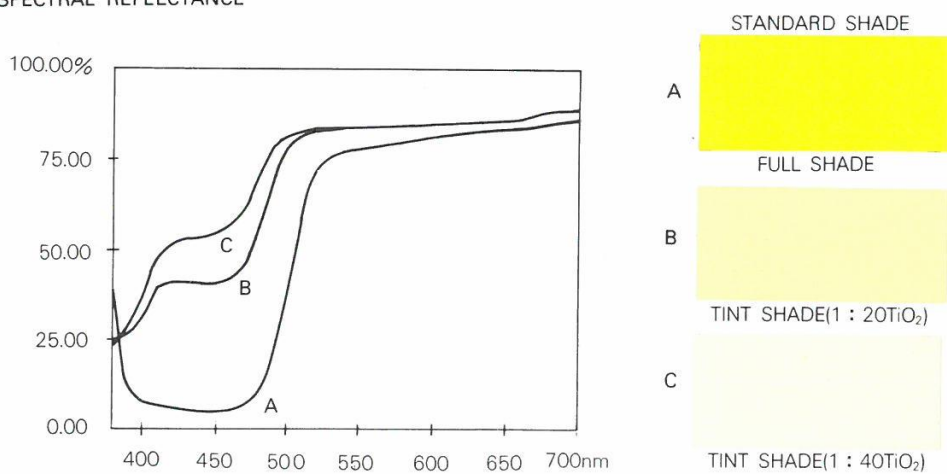 SPECTRAL REFLECTANCE
100.00%
75.00
50.00
25.00
0.00
400 450 500 550 600 650 700nm
C
B
A
STANDARD SHADE
A
FULL SHADE
B
TINT SHADE(1 : 20TiO₂)
C
TINT SHADE(1 : 40TiO₂)